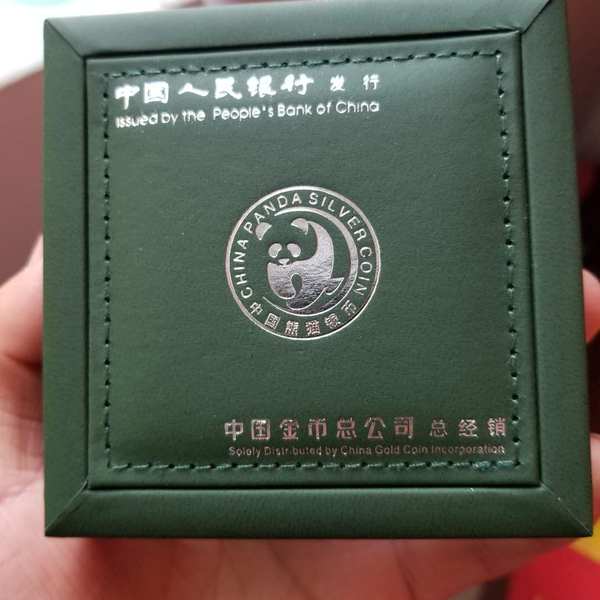 中国人民银行 发行
Issued by the People's Bank of China
CHINA PANDA SILVER COIN
中国熊猫银币
中国金币总公司 总经销
Solely Distributed by China Gold Coin Incorporation